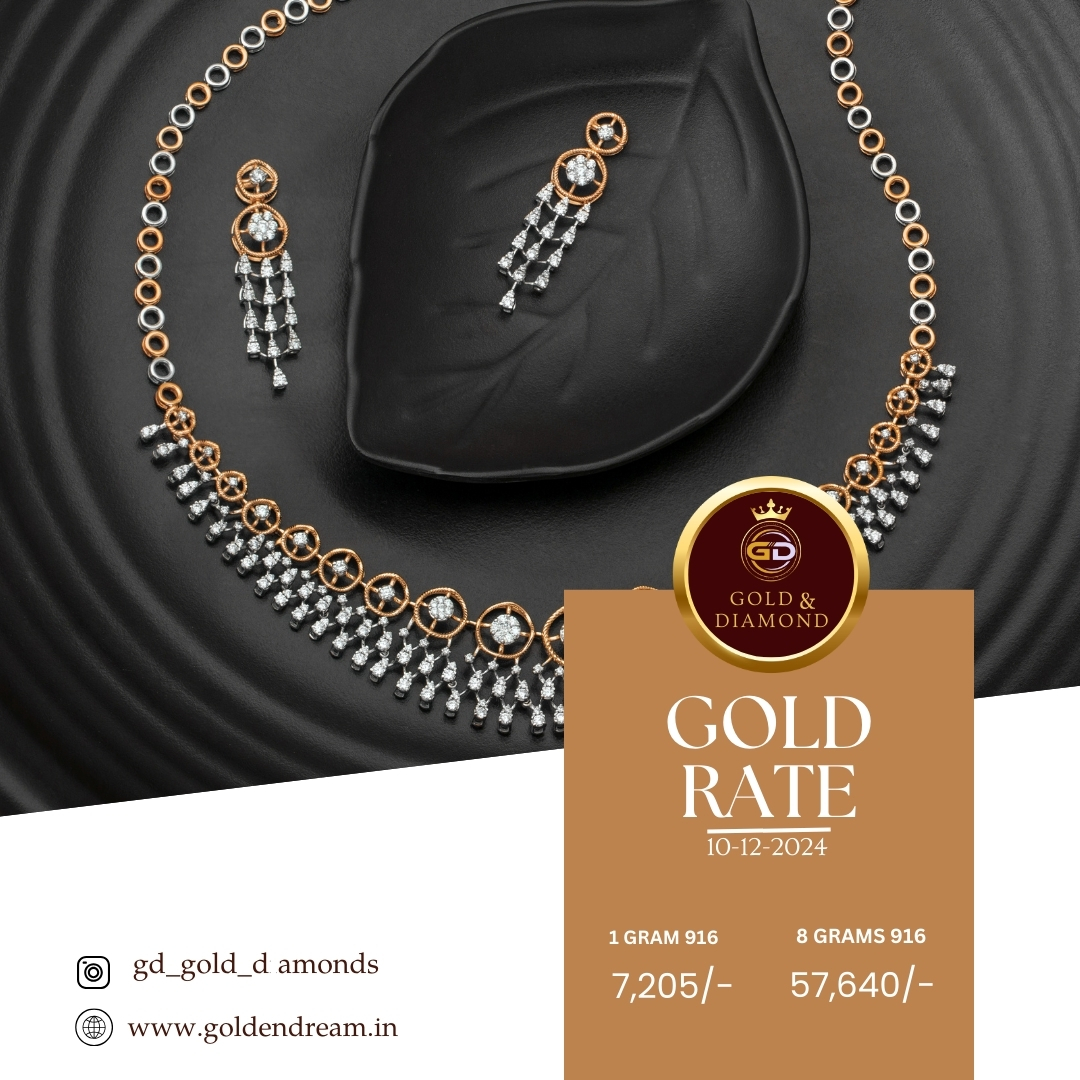 GD
GOLD &
DIAMOND
GOLD
RATE
10-12-2024
1 GRAM 916
8 GRAMS 916
7,205/-
57,640/-
gd_gold_d amonds
www.goldendream.in